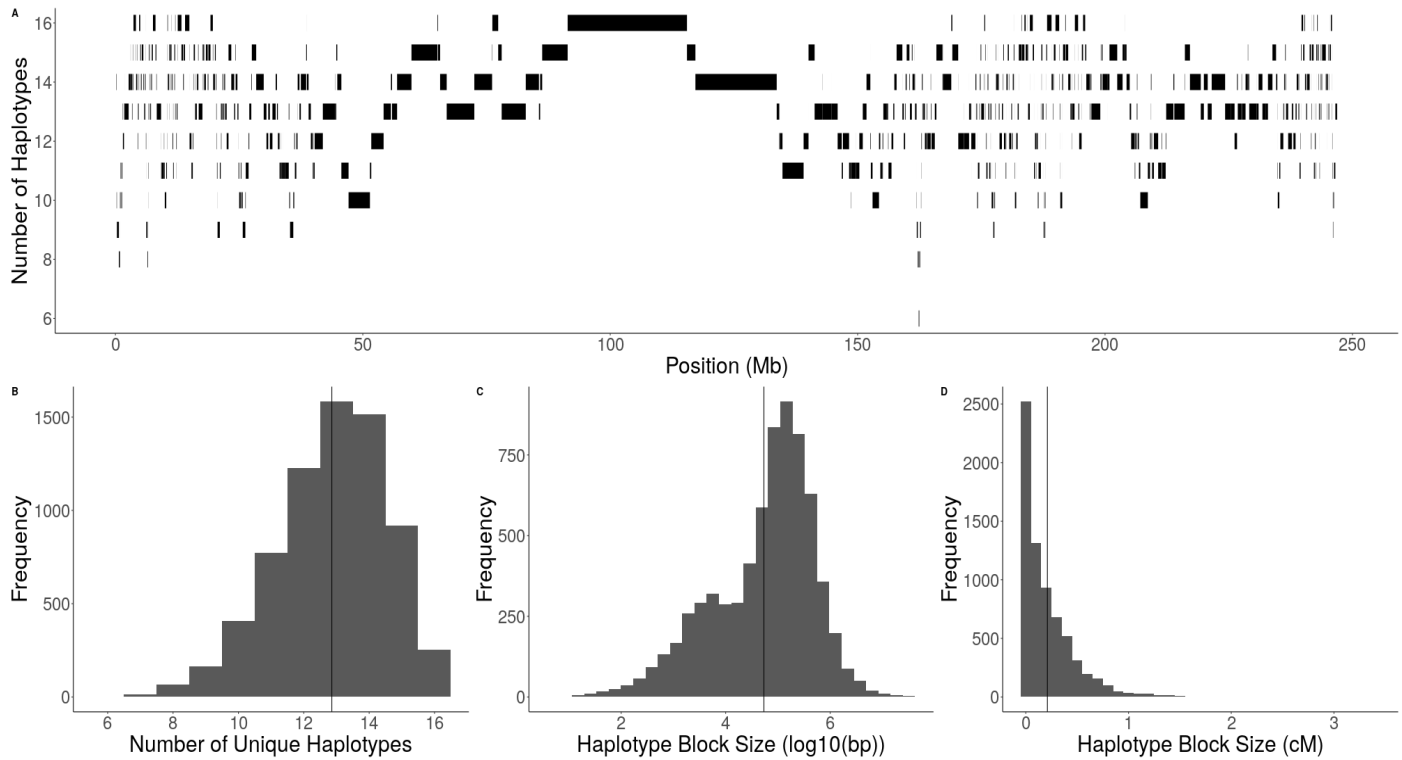 A
Number of Haplotypes
16
14
12
10
8
6
0 50 100 150 200 250
Position (Mb)
B
Frequency
1500
1000
500
0
6 8 10 12 14 16
Number of Unique Haplotypes
C
Frequency
750
500
250
0
2 4 6
Haplotype Block Size (log10(bp))
D
Frequency
2500
2000
1500
1000
500
0
0 1 2 3
Haplotype Block Size (cM)